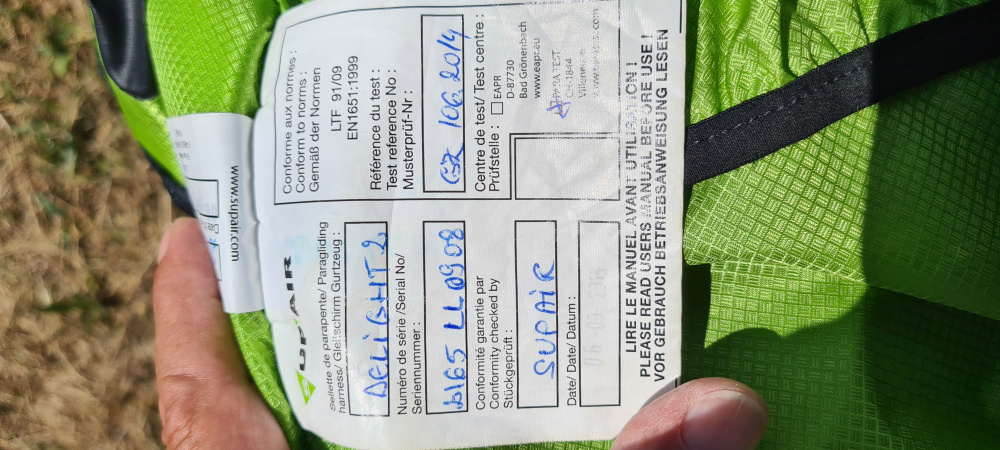 SUPAIR
Sellette de parapente/ Paragliding
harness/ Gleitschirm Gurtzeug :
DELIGHT 2
Numéro de série /Serial No/
Seriennummer :
Conformité garantie par
Conformity checked by
Stückgeprüft :
SUPAIR
Date/ Date/ Datum :
Conforme aux normes :
Conform to norms :
Gemäß der Normen
LTF 91/09
EN1651:1999
Référence du test :
Test reference No :
Musterprüf-Nr :
106.2014
Centre de test/ Test centre :
Prüfstelle :
EAPR
D-87730
Bad Grönenbach
www.eapr.eu
TEST
CH-1844
Villeneuve
LIRE LE MANUEL AVANT UTILISATION !
PLEASE READ USERS MANUAL BEFORE USE !
VOR GEBRAUCH BETRIEBSANWEISUNG LESEN
www.supair.com